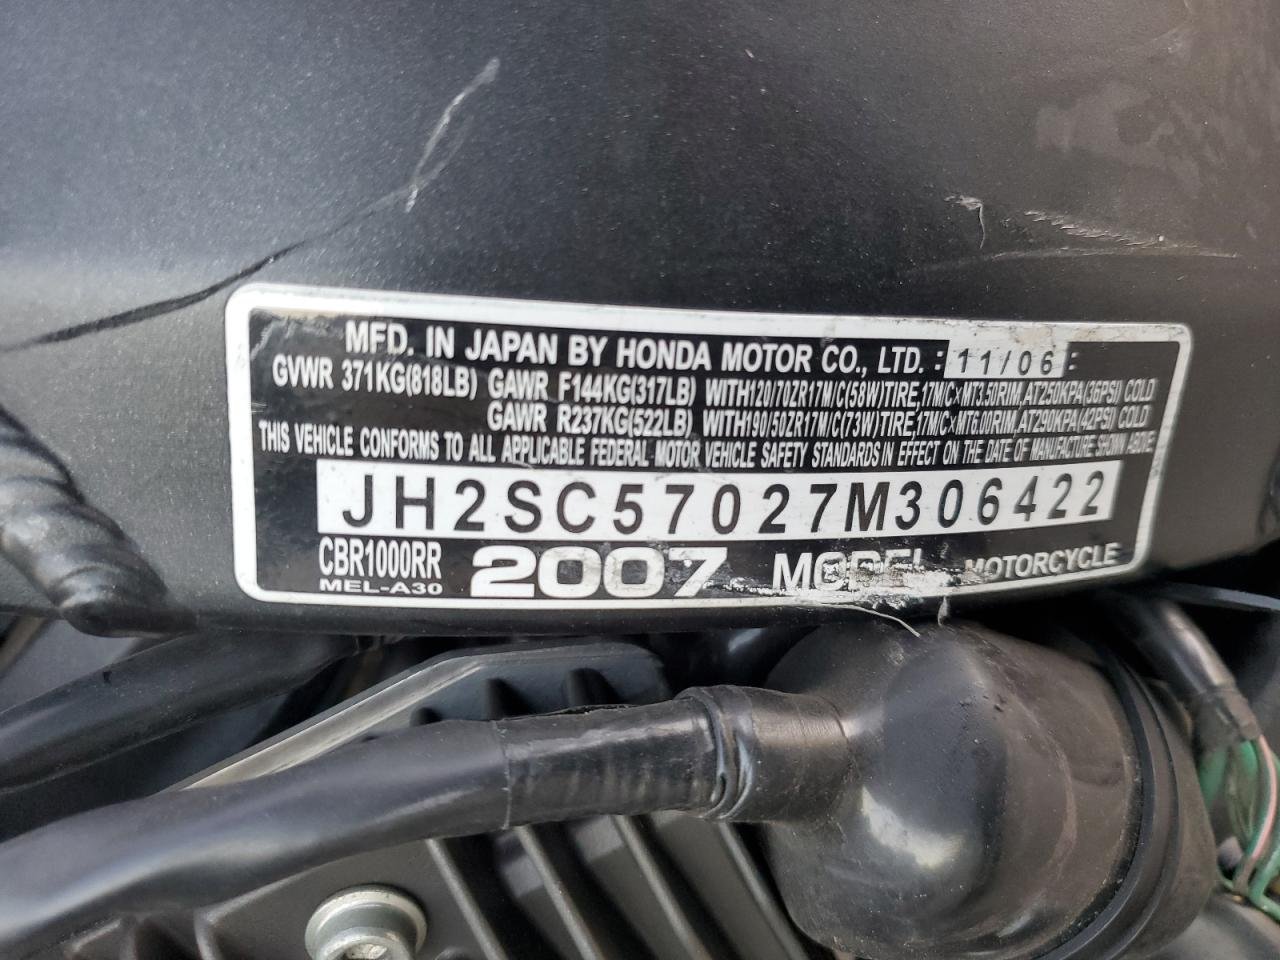 MFD. IN JAPAN BY HONDA MOTOR CO., LTD. : 11/06 :
GVWR 371KG(818LB) GAWR F144KG(317LB) WITH120/70ZR17M/C(58W)TIRE,17M/C×MT3.50RIM,AT250KPA(36PSI) COLD
GAWR R237KG(522LB) WITH190/50ZR17M/C(73W)TIRE,17M/C×MT6.00RIM,AT290KPA(42PSI) COLD
THIS VEHICLE CONFORMS TO ALL APPLICABLE FEDERAL MOTOR VEHICLE SAFETY STANDARDS IN EFFECT ON THE DATE OF MANUFACTURE SHOWN ABOVE
JH2SC57027M306422
CBR1000RR 2007 MODEL MOTORCYCLE
MEL-A30